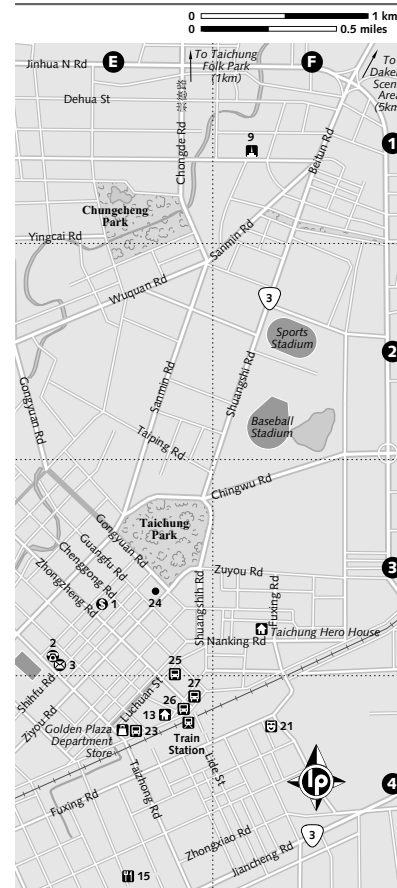 0 1 km
0 0.5 miles
E
F
Jinhua N Rd
To Taichung
Folk Park
(1km)
To
Daken
Scen
Area
(5km
Dehua St
Chongde Rd
9
Beitun Rd
1
Chungcheng
Park
Sanmin Rd
Yingcai Rd
Wuquan Rd
3
Sports
Stadium
2
Gongyuan Rd
Sanmin Rd
Shuangshi Rd
Baseball
Stadium
Taiping Rd
Chingwu Rd
Gongyuan Rd
Taichung
Park
Guangfu Rd
Chenggong Rd
Zhongzheng Rd
Zuyou Rd
3
S 1
24
Shuangshih Rd
Fuxing Rd
Taichung Hero House
Nanking Rd
2
3
25
Shihfu Rd
Luchuan St
27
26
13
Ziyou Rd
Golden Plaza
Department
Store
23
Train
Station
21
Lide St
Taizhong Rd
lp
4
Fuxing Rd
Zhongxiao Rd
3
Jiancheng Rd
15